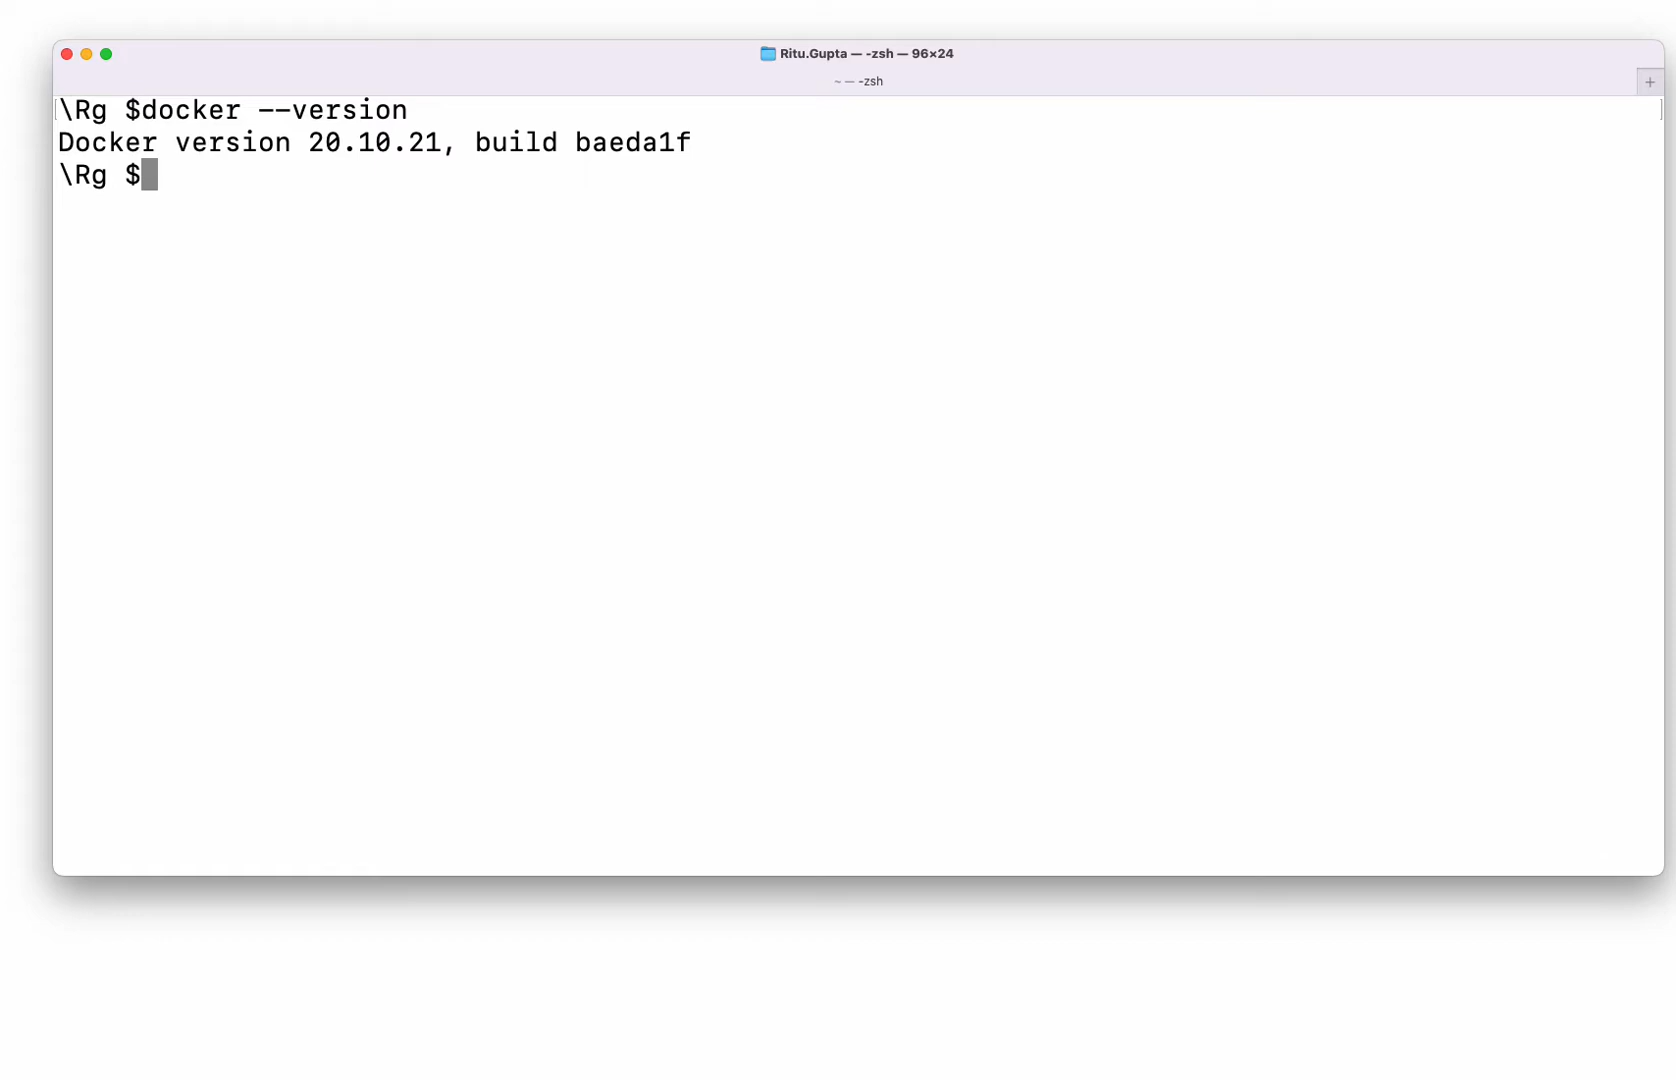 Ritu.Gupta — -zsh — 96×24
~ — -zsh
+
[\Rg $docker --version ]
Docker version 20.10.21, build baeda1f
\Rg $